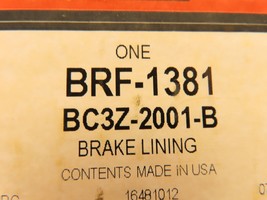 ONE
BRF-1381
BC3Z-2001-B
BRAKE LINING
CONTENTS MADE IN USA
16481012